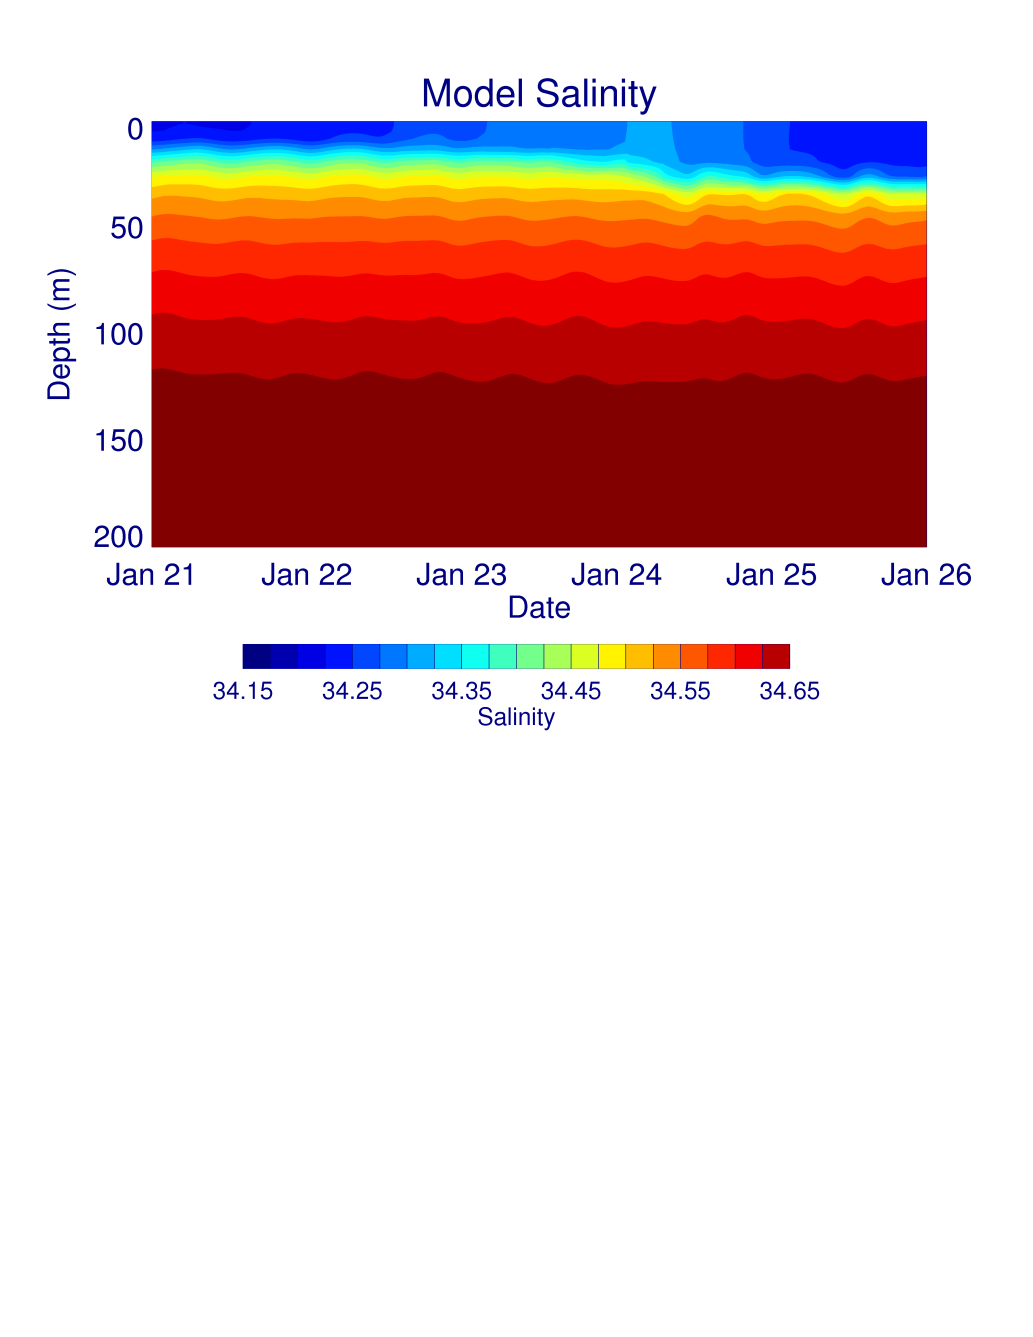 Model Salinity
0
50
100
150
200
Depth (m)
Jan 21 Jan 22 Jan 23 Jan 24 Jan 25 Jan 26
Date
34.15 34.25 34.35 34.45 34.55 34.65
Salinity